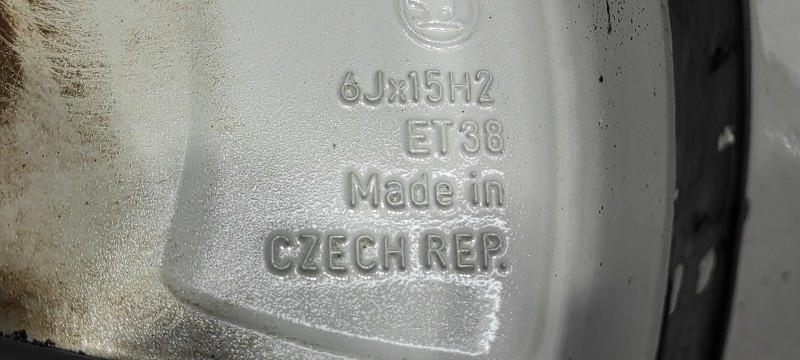 6Jx15H2
ET38
Made in
CZECH REP.